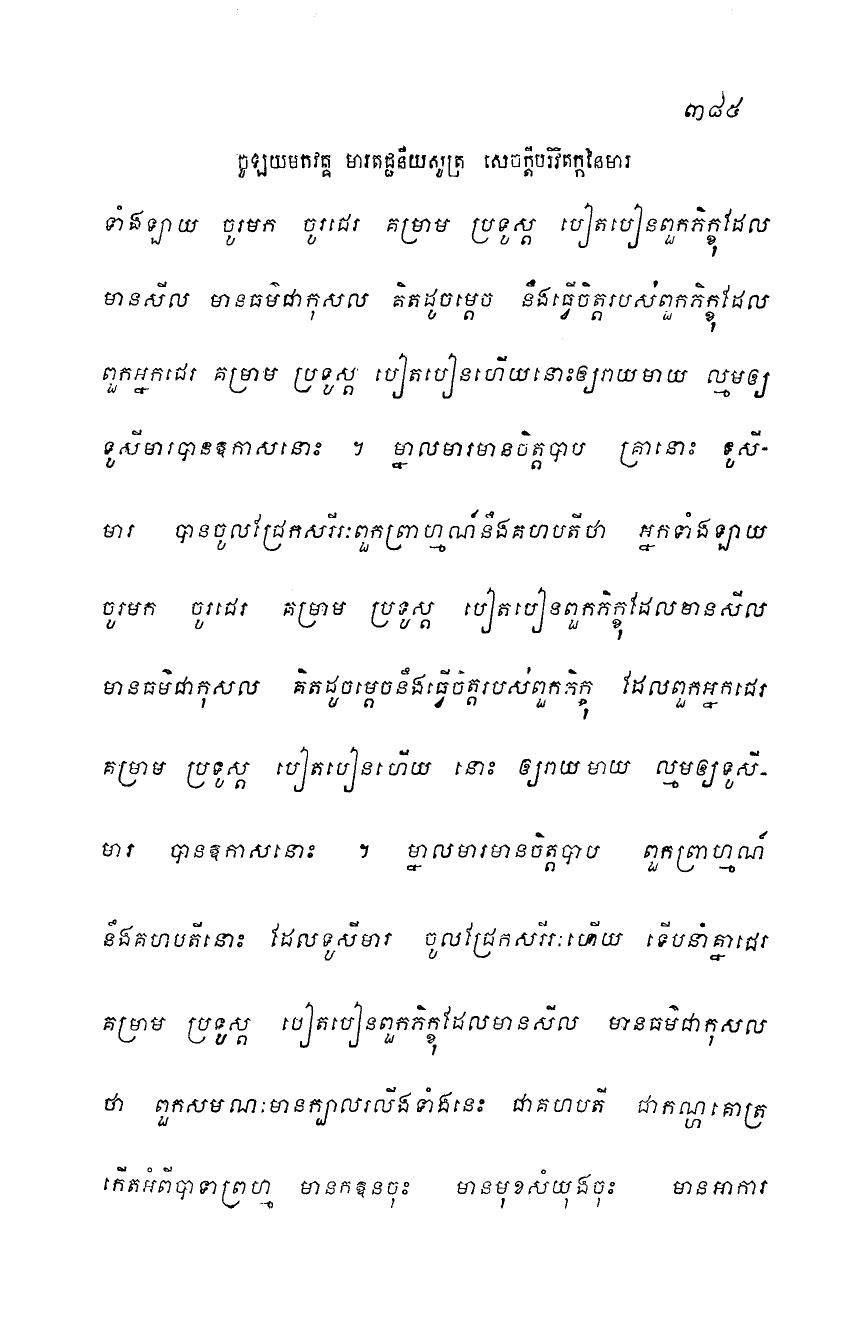 ៣៨៥
ចូឡយមកវគ្គ មារតជ្ជនីយសូត្រ សេចក្តីបរិវិតក្កនៃមារ
ទាំងឡាយ ចូរមក ចូរជេរ គម្រាម ប្រទូស្ត បៀតបៀនពួកភិក្ខុដែល
មានសីល មានធម៌ជាកុសល គិតដូចម្តេច នឹងធ្វើចិត្តរបស់ពួកភិក្ខុដែល
ពួកអ្នកជេរ គម្រាម ប្រទូស្ត បៀតបៀនហើយនោះឲ្យរាយមាយ ល្មមឲ្យ
ទូសីមារបានឱកាសនោះ ។ ម្នាលមារមានចិត្តបាប គ្រានោះ ទូសី-
មារ បានចូលជ្រែកសរីរៈពួកព្រាហ្មណ៍នឹងគហបតីថា អ្នកទាំងឡាយ
ចូរមក ចូរជេរ គម្រាម ប្រទូស្ត បៀតបៀនពួកភិក្ខុដែលមានសីល
មានធម៌ជាកុសល គិតដូចម្តេចនឹងធ្វើចិត្តរបស់ពួកភិក្ខុ ដែលពួកអ្នកជេរ
គម្រាម ប្រទូស្ត បៀតបៀនហើយ នោះ ឲ្យរាយមាយ ល្មមឲ្យទូសី-
មារ បានឱកាសនោះ ។ ម្នាលមារមានចិត្តបាប ពួកព្រាហ្មណ៍
នឹងគហបតីនោះ ដែលទូសីមារ ចូលជ្រែកសរីរៈហើយ ទើបនាំគ្នាជេរ
គម្រាម ប្រទូស្ត បៀតបៀនពួកភិក្ខុដែលមានសីល មានធម៌ជាកុសល
ថា ពួកសមណៈមានក្បាលរលីងទាំងនេះ ជាគហបតី ជាកណ្ហគោត្រ
កើតអំពីបាទាព្រហ្ម មានកឱនចុះ មានមុខសំយុងចុះ មានអាការ